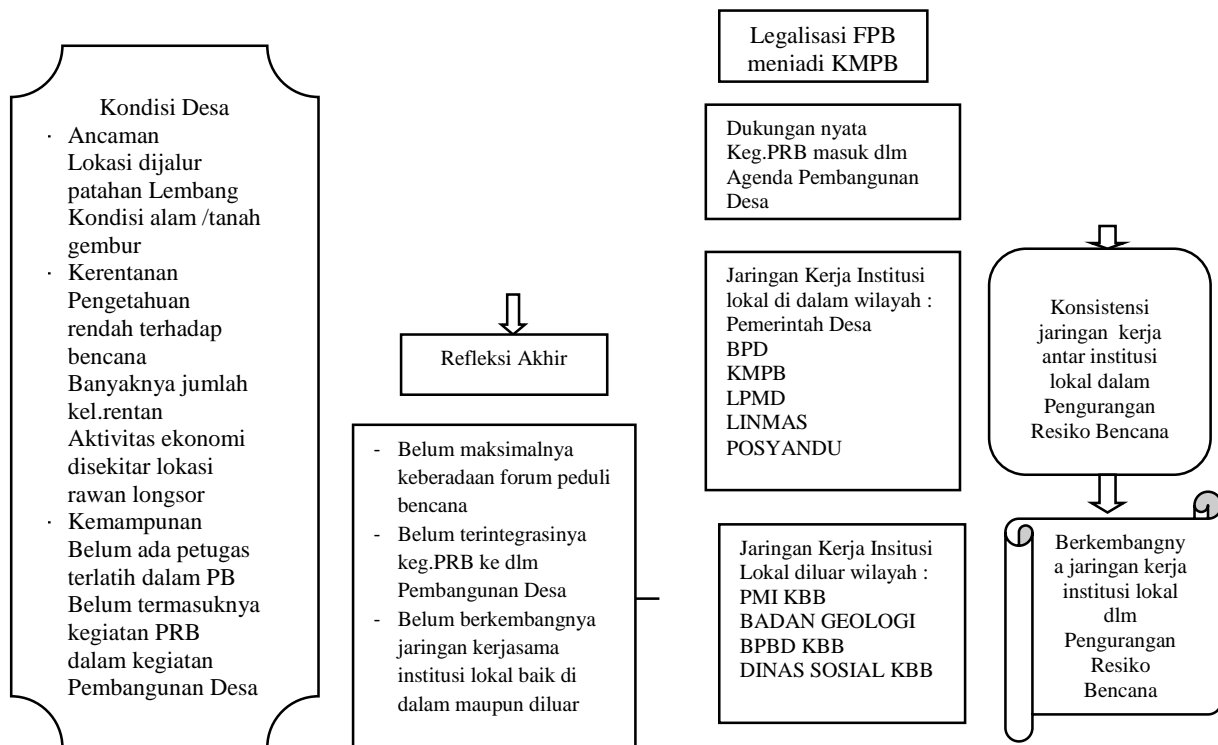 Kondisi Desa
· Ancaman
Lokasi dijalur
patahan Lembang
Kondisi alam /tanah
gembur
· Kerentanan
Pengetahuan
rendah terhadap
bencana
Banyaknya jumlah
kel.rentan
Aktivitas ekonomi
disekitar lokasi
rawan longsor
· Kemampunan
Belum ada petugas
terlatih dalam PB
Belum termasuknya
kegiatan PRB
dalam kegiatan
Pembangunan Desa
Refleksi Akhir
- Belum maksimalnya
keberadaan forum peduli
bencana
- Belum terintegrasinya
keg.PRB ke dlm
Pembangunan Desa
- Belum berkembangnya
jaringan kerjasama
institusi lokal baik di
dalam maupun diluar
Legalisasi FPB
menjadi KMPB
Dukungan nyata
Keg.PRB masuk dlm
Agenda Pembangunan
Desa
Jaringan Kerja Institusi
lokal di dalam wilayah :
Pemerintah Desa
BPD
KMPB
LPMD
LINMAS
POSYANDU
Jaringan Kerja Insitusi
Lokal diluar wilayah :
PMI KBB
BADAN GEOLOGI
BPBD KBB
DINAS SOSIAL KBB
Konsistensi
jaringan kerja
antar institusi
lokal dalam
Pengurangan
Resiko Bencana
Berkembangny
a jaringan kerja
institusi lokal
dlm
Pengurangan
Resiko
Bencana